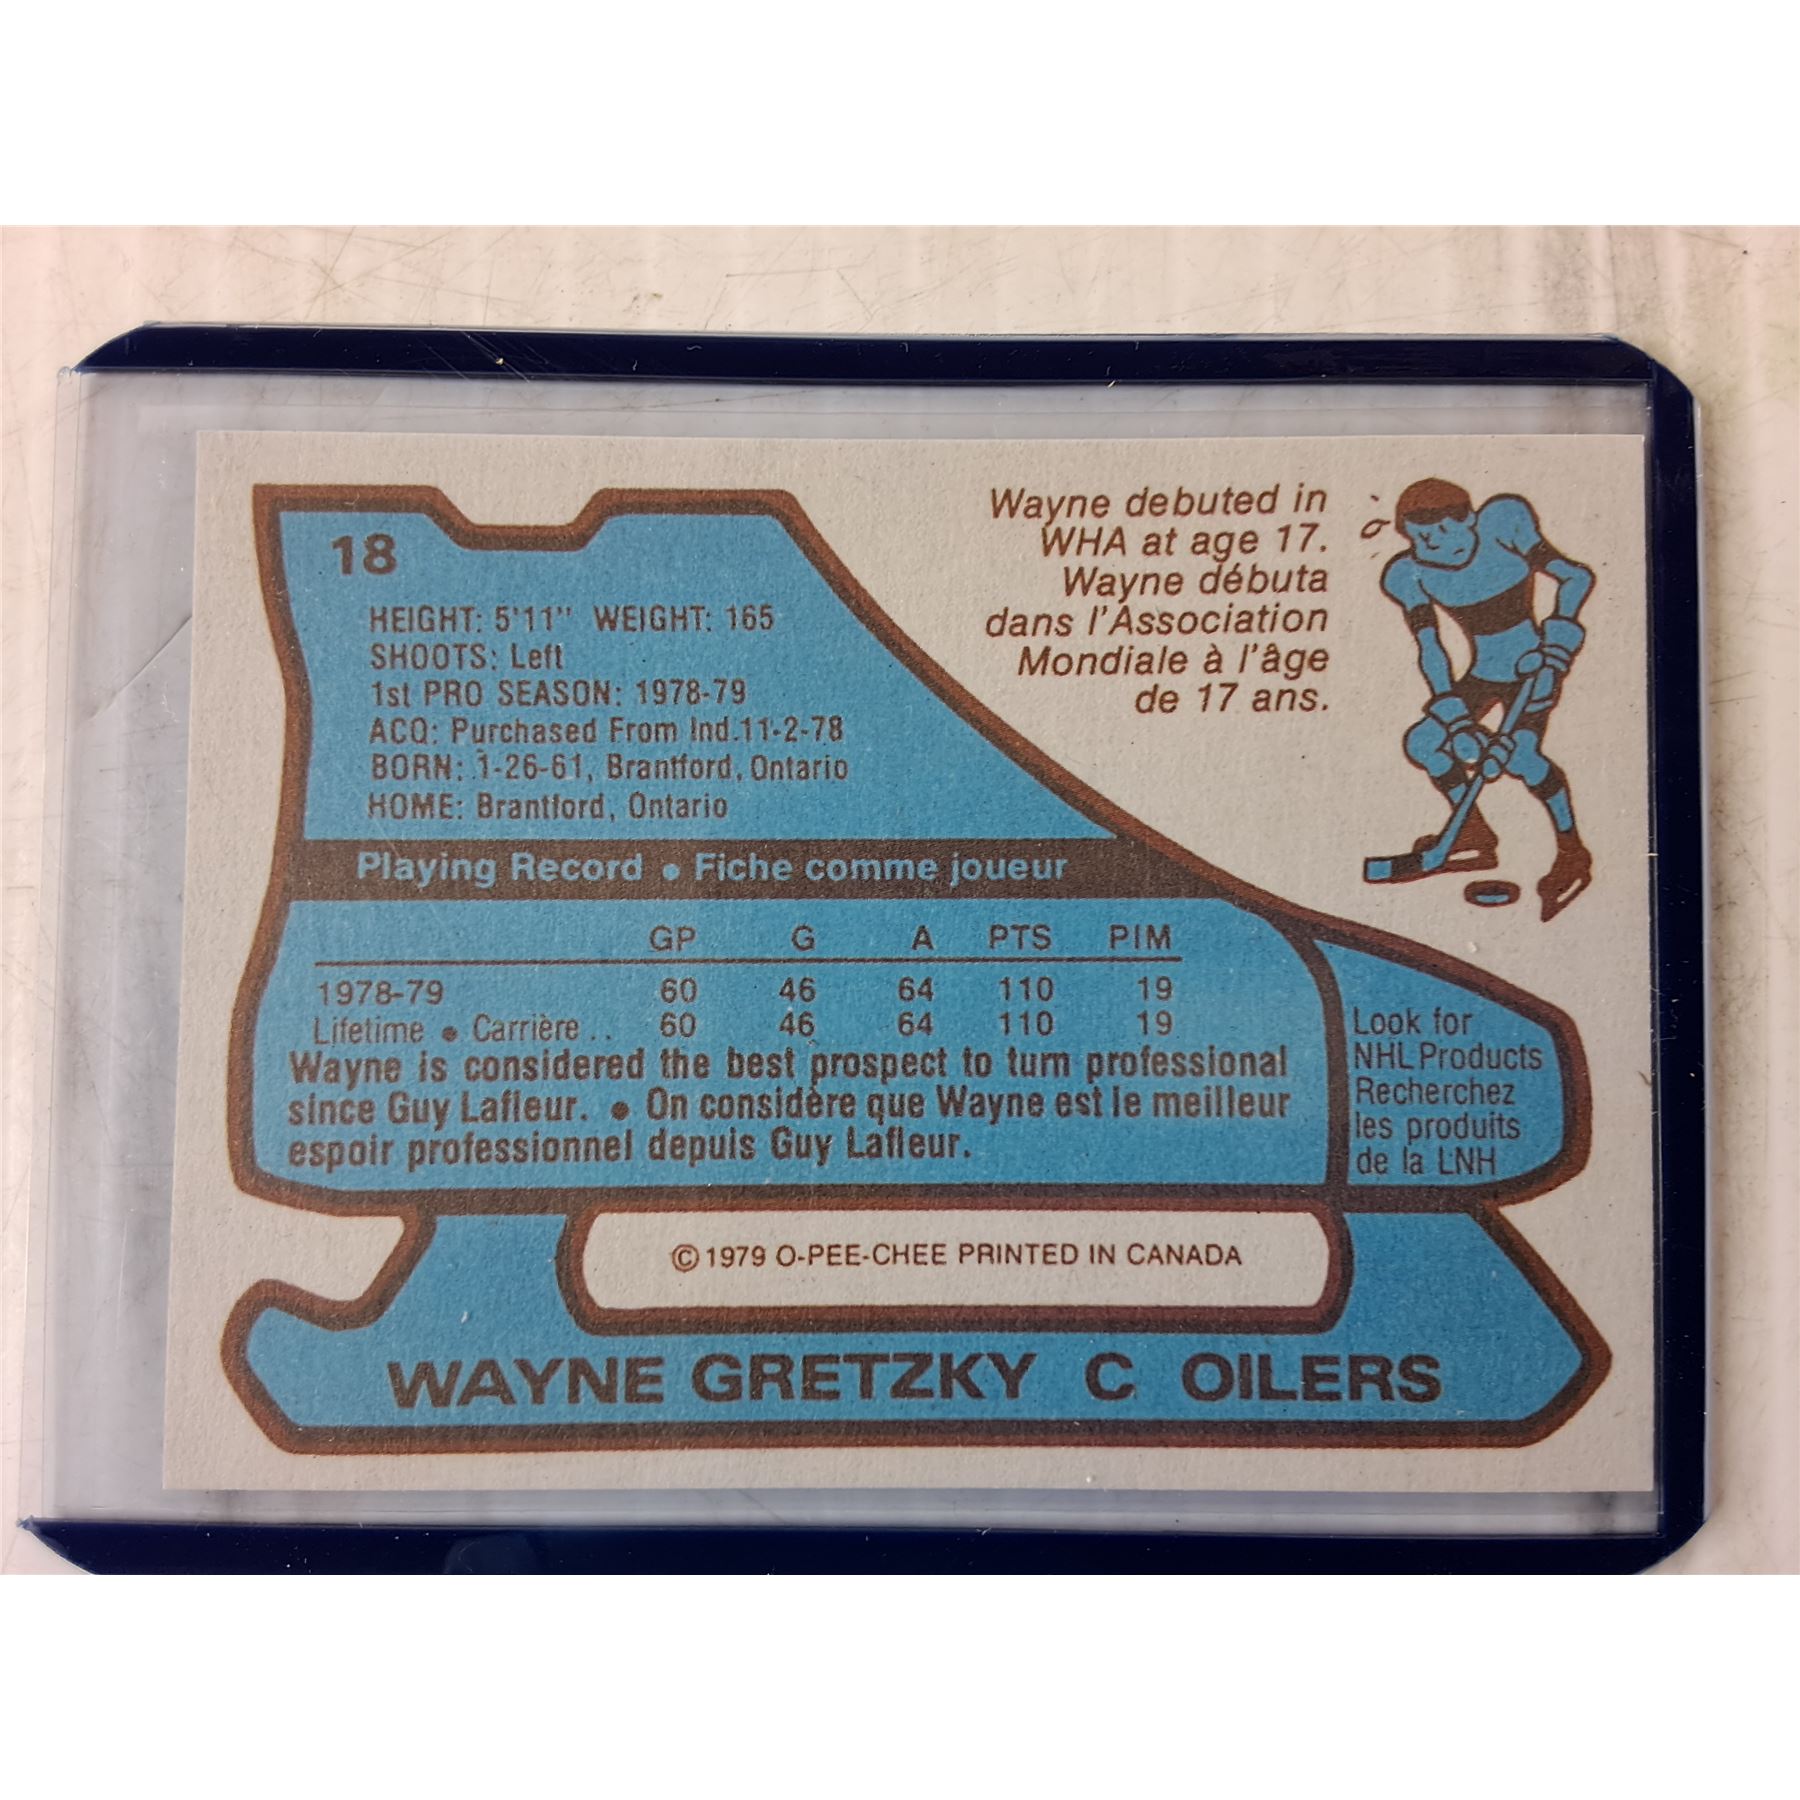 18
HEIGHT: 5'11" WEIGHT: 165
SHOOTS: Left
1st PRO SEASON: 1978-79
ACQ: Purchased From Ind.11-2-78
BORN: 1-26-61, Brantford, Ontario
HOME: Brantford, Ontario
Wayne debuted in
WHA at age 17.
Wayne débuta
dans l'Association
Mondiale à l'âge
de 17 ans.
Playing Record • Fiche comme joueur
GP G A PTS PIM
1978-79 60 46 64 110 19
Lifetime • Carrière .. 60 46 64 110 19
Wayne is considered the best prospect to turn professional
since Guy Lafleur. • On considère que Wayne est le meilleur
espoir professionnel depuis Guy Lafleur.
Look for
NHL Products
Recherchez
les produits
de la LNH
© 1979 O-PEE-CHEE PRINTED IN CANADA
WAYNE GRETZKY C OILERS